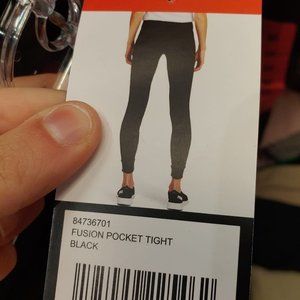 84736701
FUSION POCKET TIGHT
BLACK